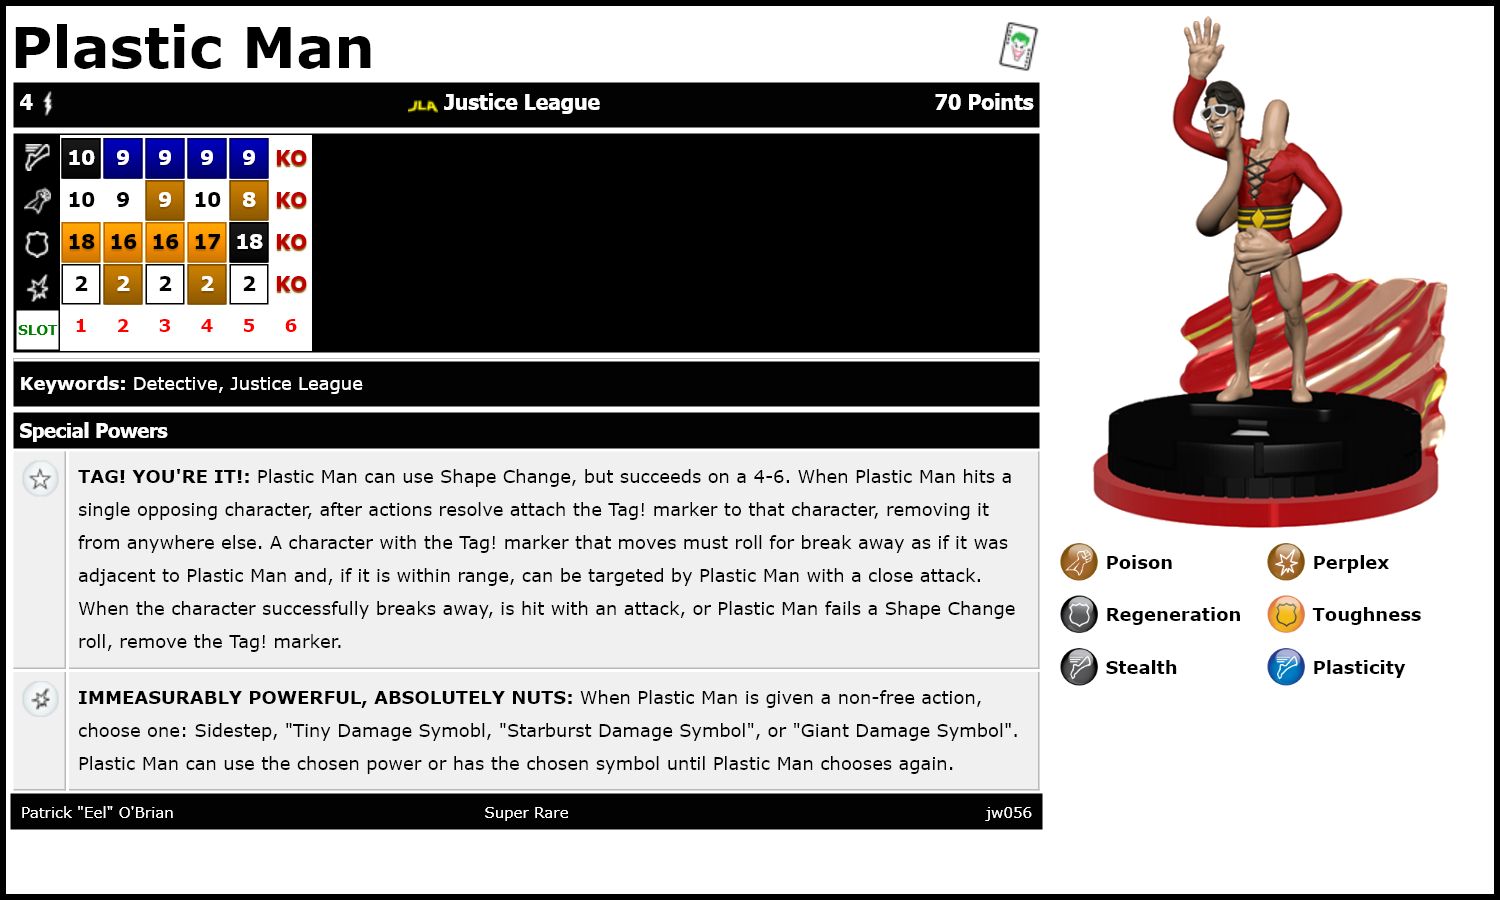 Plastic Man
4 JLA Justice League 70 Points
10 9 9 9 9 KO
10 9 9 10 8 KO
18 16 16 17 18 KO
2 2 2 2 2 KO
SLOT 1 2 3 4 5 6
Keywords: Detective, Justice League
Special Powers
TAG! YOU'RE IT!: Plastic Man can use Shape Change, but succeeds on a 4-6. When Plastic Man hits a
single opposing character, after actions resolve attach the Tag! marker to that character, removing it
from anywhere else. A character with the Tag! marker that moves must roll for break away as if it was
adjacent to Plastic Man and, if it is within range, can be targeted by Plastic Man with a close attack.
When the character successfully breaks away, is hit with an attack, or Plastic Man fails a Shape Change
roll, remove the Tag! marker.
IMMEASURABLY POWERFUL, ABSOLUTELY NUTS: When Plastic Man is given a non-free action,
choose one: Sidestep, "Tiny Damage Symobl, "Starburst Damage Symbol", or "Giant Damage Symbol".
Plastic Man can use the chosen power or has the chosen symbol until Plastic Man chooses again.
Patrick "Eel" O'Brian Super Rare jw056
Poison Perplex
Regeneration Toughness
Stealth Plasticity